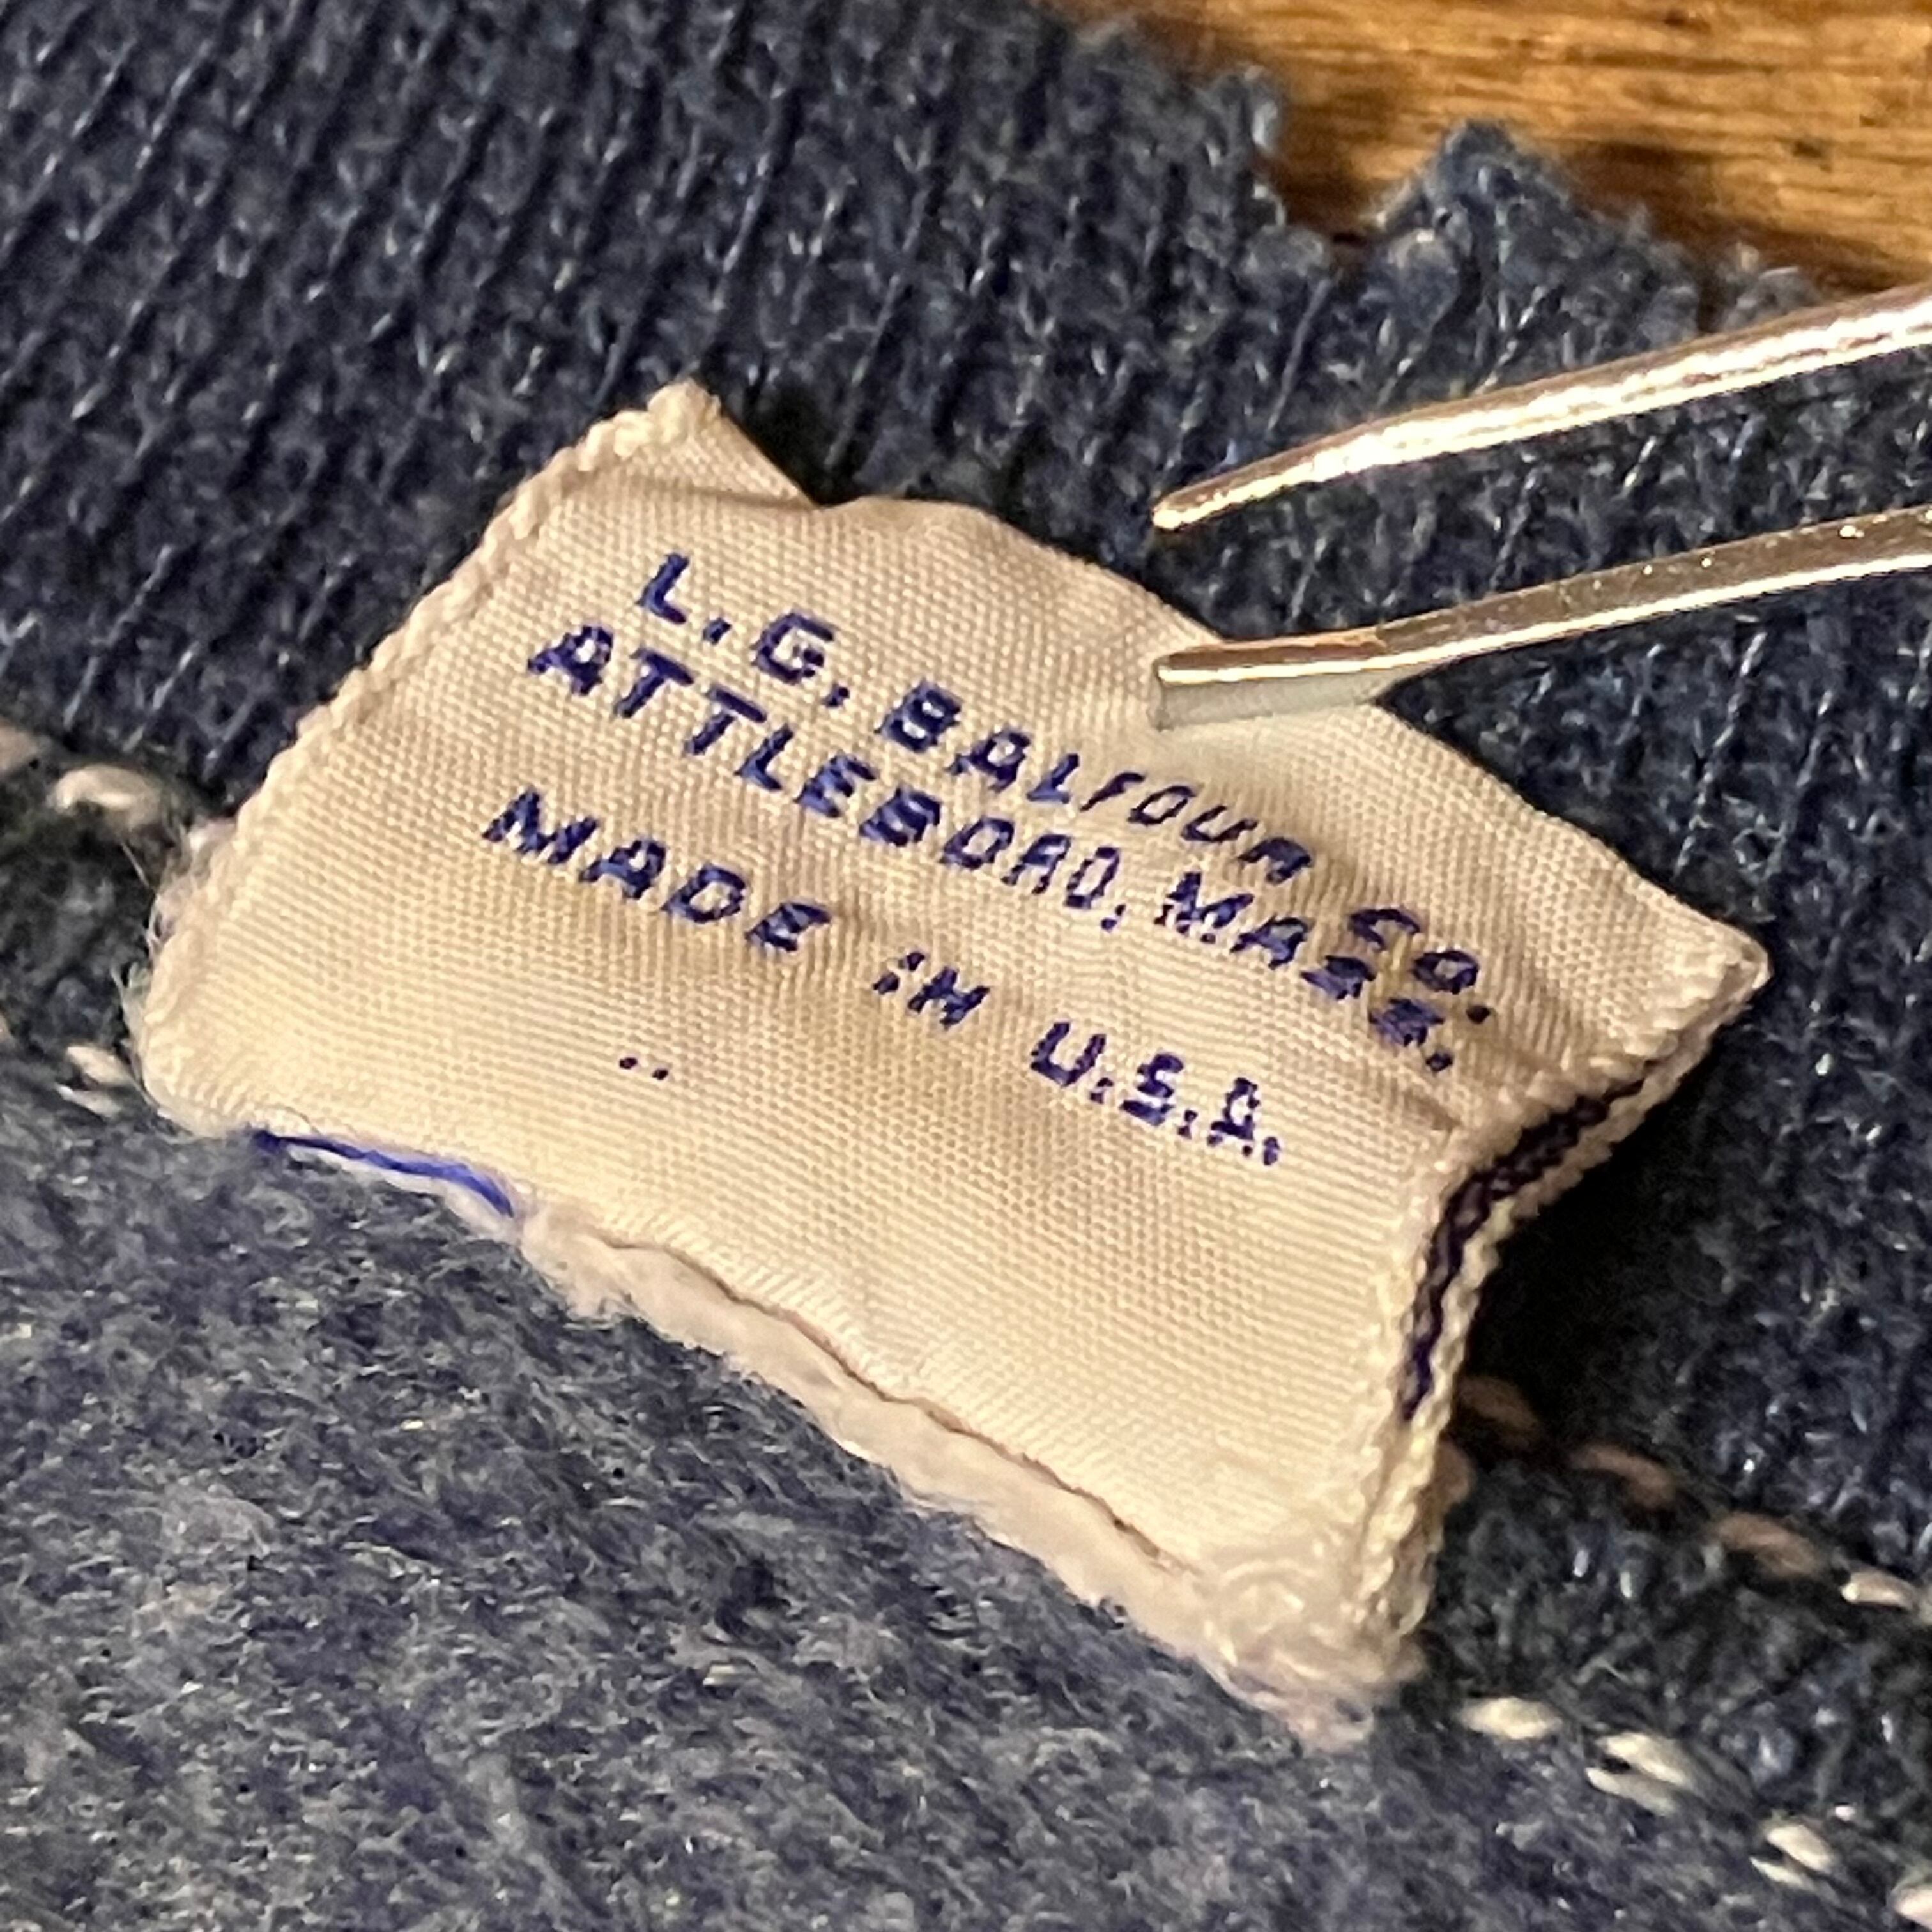 L.G. BALFOUR CO.
ATTLEBORO, MASS.
MADE IN U.S.A.